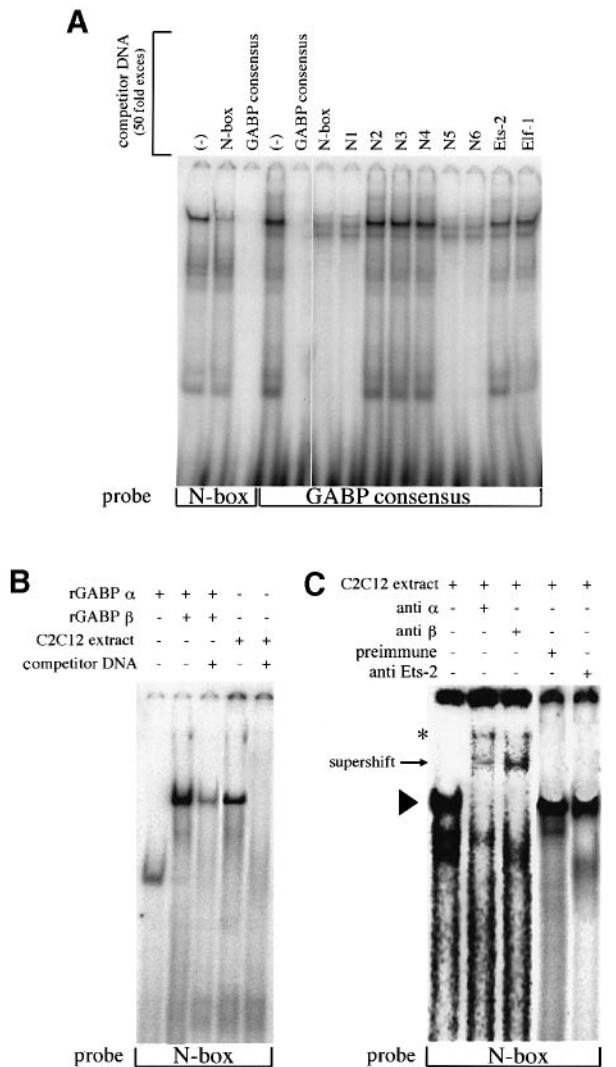 A
competitor DNA
(50 fold exces)
(-)
N-box
GABP consensus
(-)
GABP consensus
N-box
N1
N2
N3
N4
N5
N6
Ets-2
Elf-1
probe N-box GABP consensus
B
rGABP α + + + - -
rGABP β - + + - -
C2C12 extract - - - + +
competitor DNA - - + - +
probe N-box
C
C2C12 extract + + + + +
anti α - + - - -
anti β - - + - -
preimmune - - - + -
anti Ets-2 - - - - +
*
supershift
probe N-box